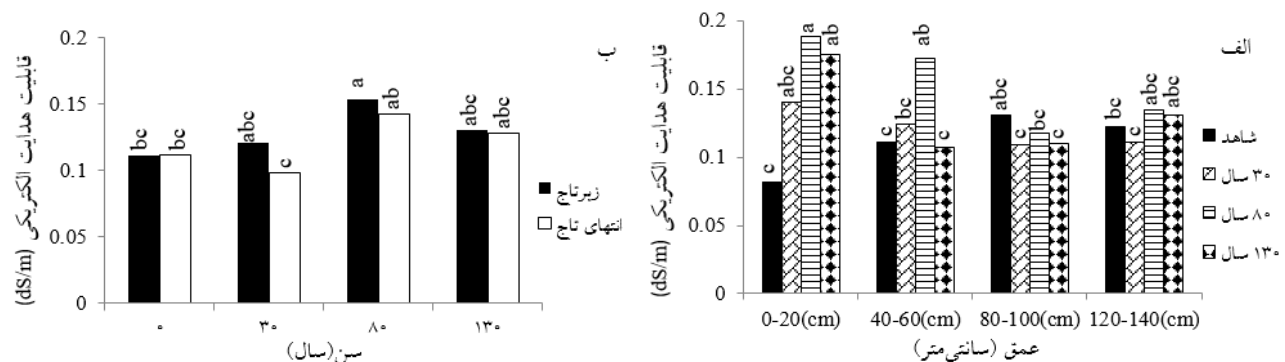 الف
قابلیت هدایت الکتریکی (dS/m)
0.2
0.15
0.1
0.05
0
c abc a ab
c bc ab c
abc c abc c
bc c abc abc
شاهد
۳۰ سال
۸۰ سال
۱۳۰ سال
0-20(cm) 40-60(cm) 80-100(cm) 120-140(cm)
عمق (سانتی‌متر)
ب
قابلیت هدایت الکتریکی (dS/m)
0.2
0.15
0.1
0.05
0
bc bc
abc c
a ab
abc abc
زیرتاج
انتهای تاج
۰ ۳۰ ۸۰ ۱۳۰
سن(سال)